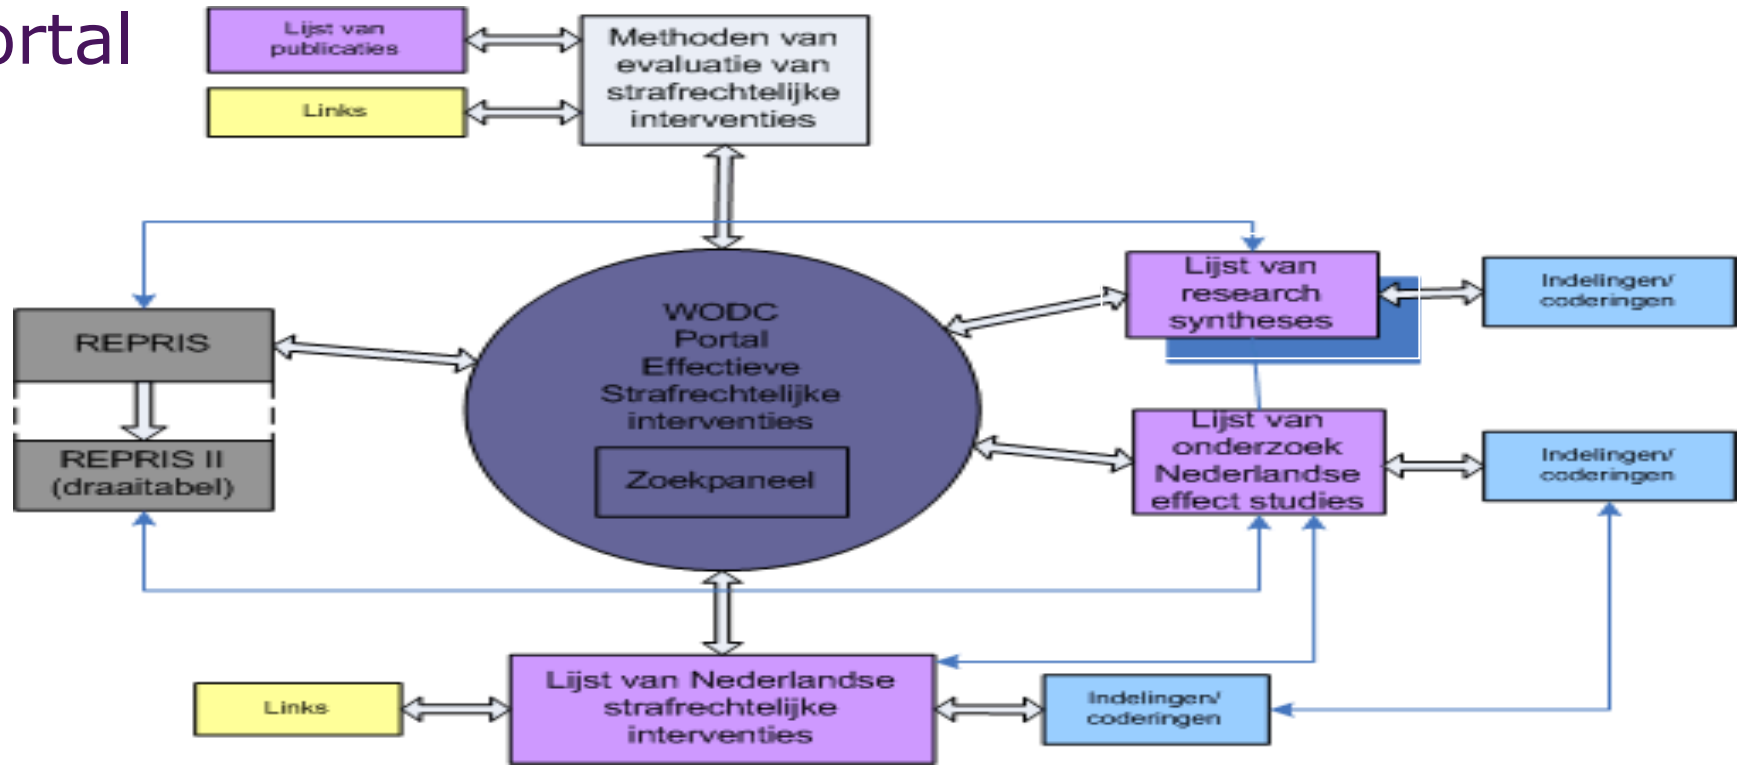 ortal
Lijst van
publicaties
Links
Methoden van
evaluatie van
strafrechtelijke
interventies
REPRIS
REPRIS II
(draaitabel)
WODC
Portal
Effectieve
Strafrechtelijke
interventies
Zoekpaneel
Lijst van
research
syntheses
Indelingen/
coderingen
Lijst van
onderzoek
Nederlandse
effect studies
Indelingen/
coderingen
Links
Lijst van Nederlandse
strafrechtelijke
interventies
Indelingen/
coderingen